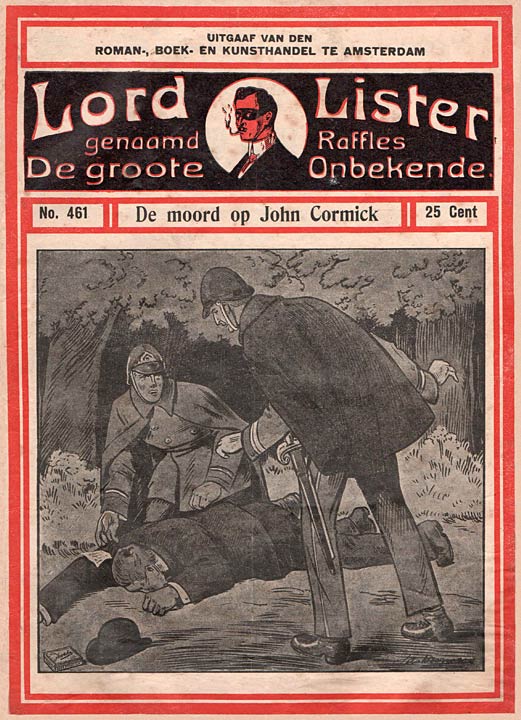 UITGAAF VAN DEN
ROMAN-, BOEK- EN KUNSTHANDEL TE AMSTERDAM
Lord Lister
genaamd Raffles
De groote Onbekende.
No. 461 De moord op John Cormick 25 Cent